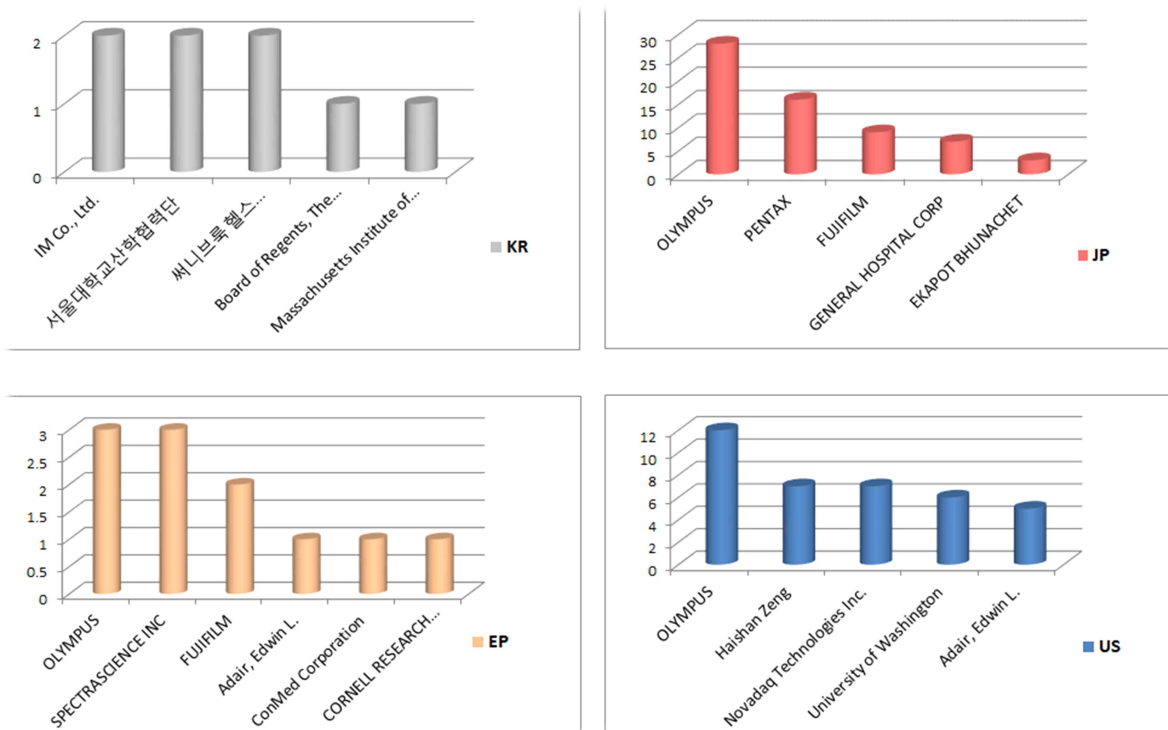 2
1
0
IM Co., Ltd.
서울대학교산학협력단
써니브룩 헬스...
Board of Regents, The...
Massachusetts Institute of...
KR
30
25
20
15
10
5
0
OLYMPUS
PENTAX
FUJIFILM
GENERAL HOSPITAL CORP
EKAPOT BHUNACHET
JP
3
2.5
2
1.5
1
0.5
0
OLYMPUS
SPECTRASCIENCE INC
FUJIFILM
Adair, Edwin L.
ConMed Corporation
CORNELL RESEARCH...
EP
12
10
8
6
4
2
0
OLYMPUS
Haishan Zeng
Novadaq Technologies Inc.
University of Washington
Adair, Edwin L.
US